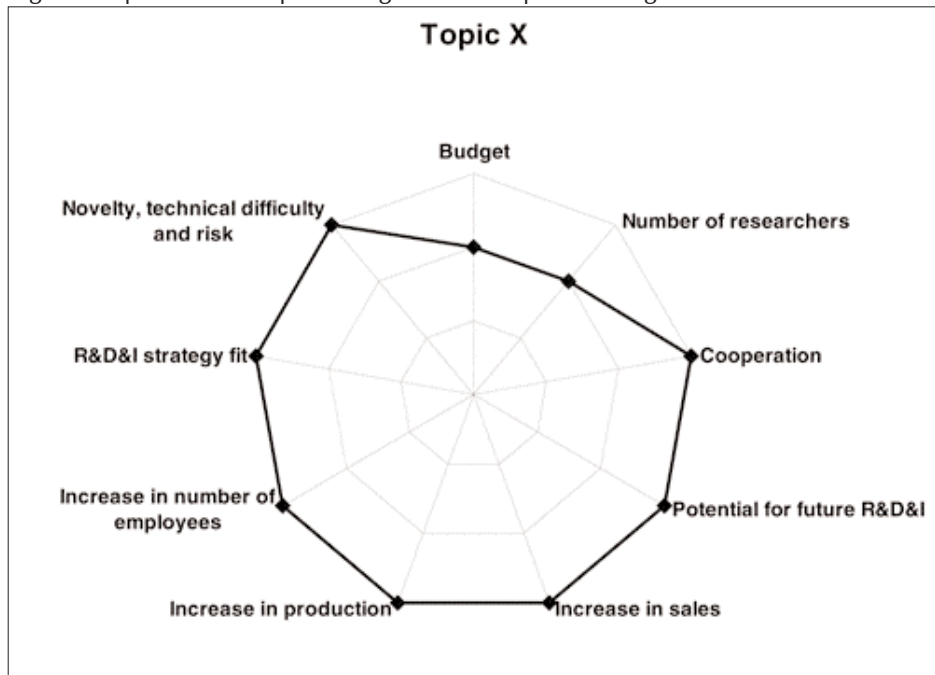 Topic X
Budget
Novelty, technical difficulty
and risk
Number of researchers
R&D&I strategy fit
Cooperation
Increase in number of
employees
Potential for future R&D&I
Increase in production
Increase in sales